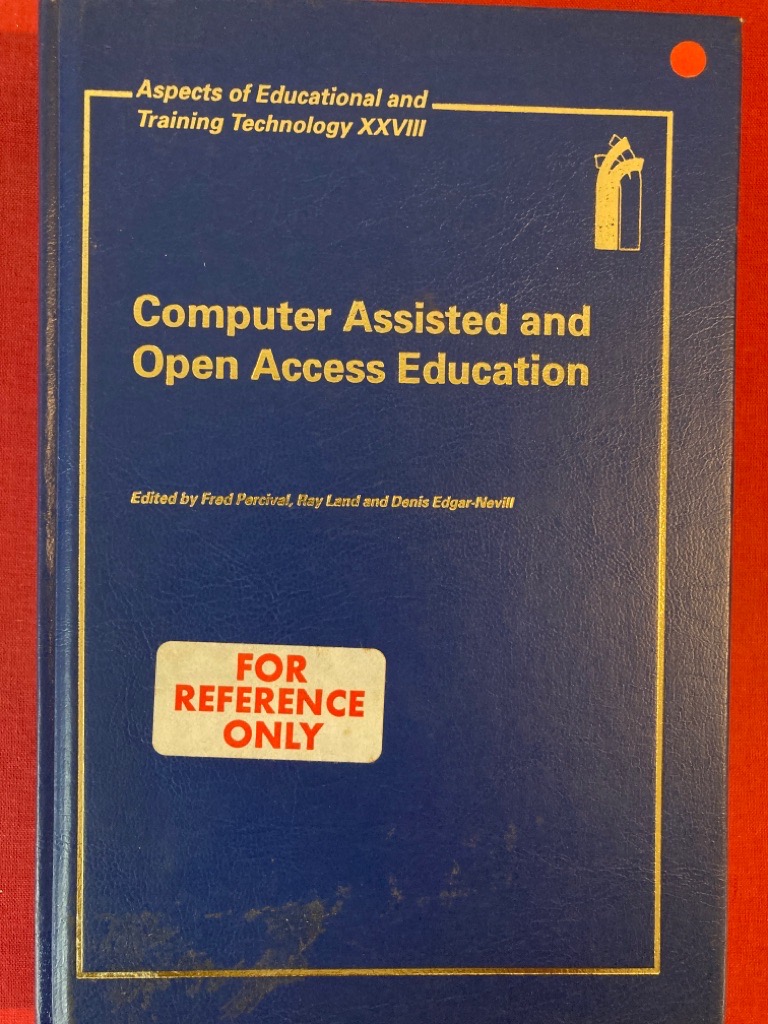 Aspects of Educational and
Training Technology XXVIII
Computer Assisted and
Open Access Education
Edited by Fred Percival, Ray Land and Denis Edgar-Nevill
FOR
REFERENCE
ONLY